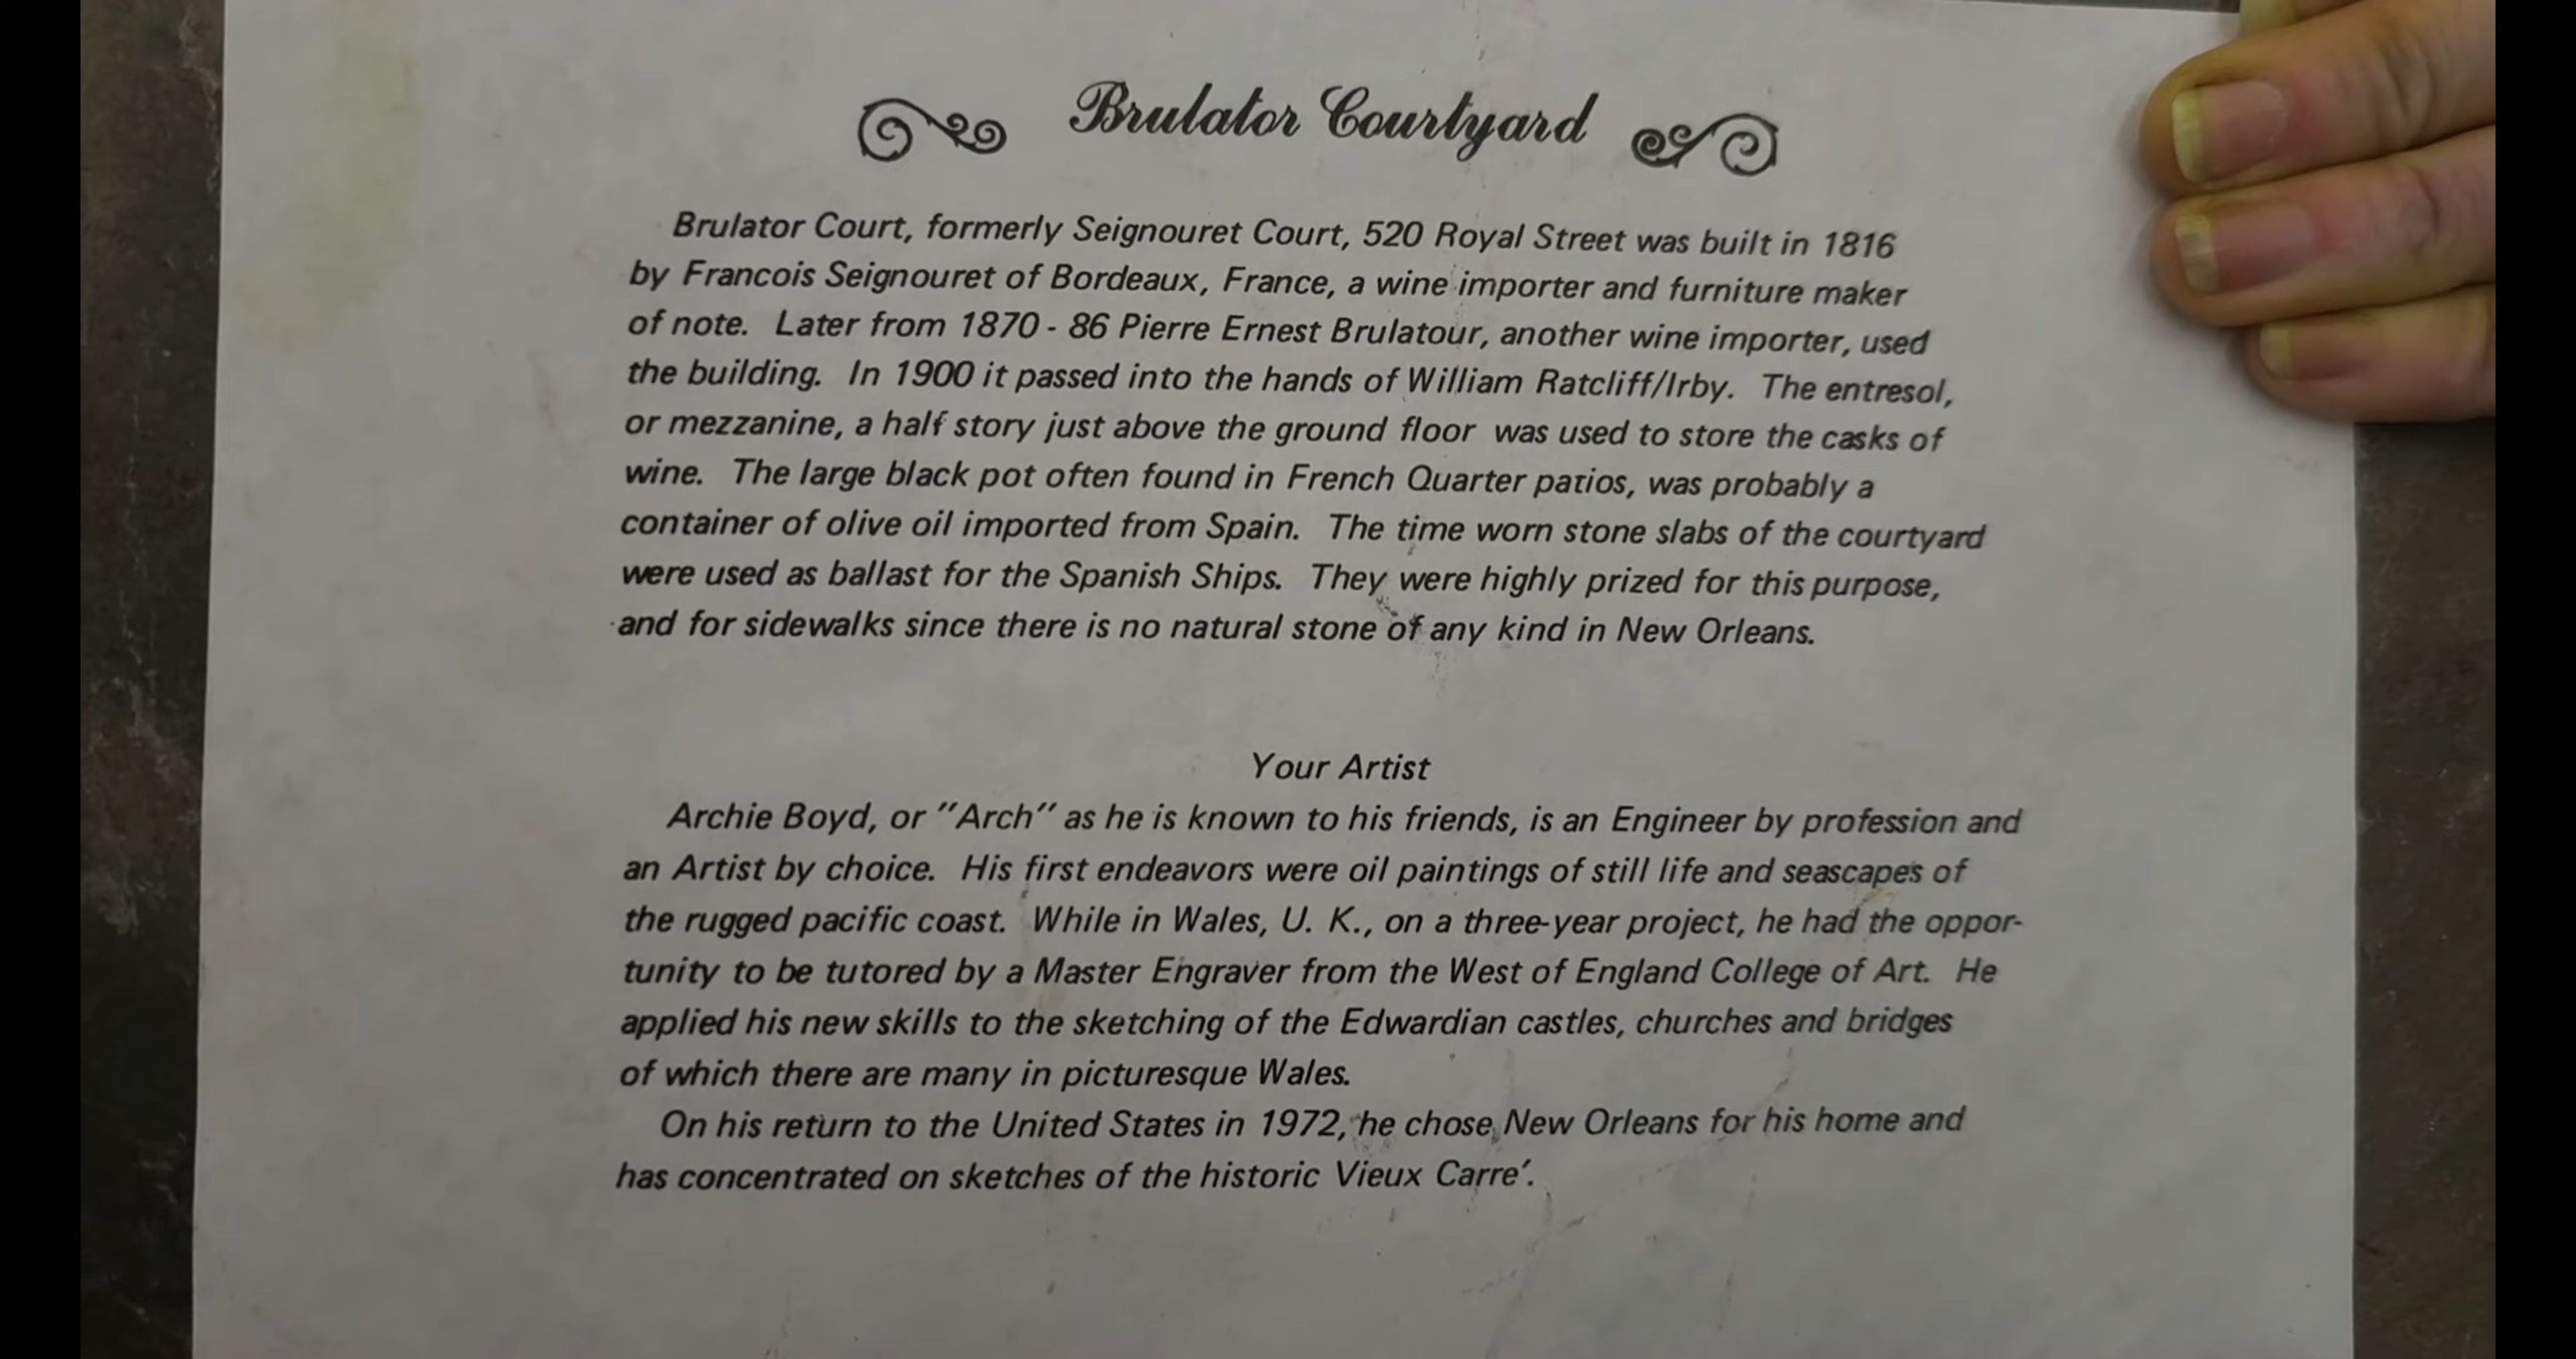 Brulator Courtyard
Brulator Court, formerly Seignouret Court, 520 Royal Street was built in 1816
by Francois Seignouret of Bordeaux, France, a wine importer and furniture maker
of note. Later from 1870 - 86 Pierre Ernest Brulatour, another wine importer, used
the building. In 1900 it passed into the hands of William Ratcliff/Irby. The entresol,
or mezzanine, a half story just above the ground floor was used to store the casks of
wine. The large black pot often found in French Quarter patios, was probably a
container of olive oil imported from Spain. The time worn stone slabs of the courtyard
were used as ballast for the Spanish Ships. They were highly prized for this purpose,
and for sidewalks since there is no natural stone of any kind in New Orleans.
Your Artist
Archie Boyd, or "Arch" as he is known to his friends, is an Engineer by profession and
an Artist by choice. His first endeavors were oil paintings of still life and seascapes of
the rugged pacific coast. While in Wales, U. K., on a three-year project, he had the oppor-
tunity to be tutored by a Master Engraver from the West of England College of Art. He
applied his new skills to the sketching of the Edwardian castles, churches and bridges
of which there are many in picturesque Wales.
On his return to the United States in 1972, he chose New Orleans for his home and
has concentrated on sketches of the historic Vieux Carre'.